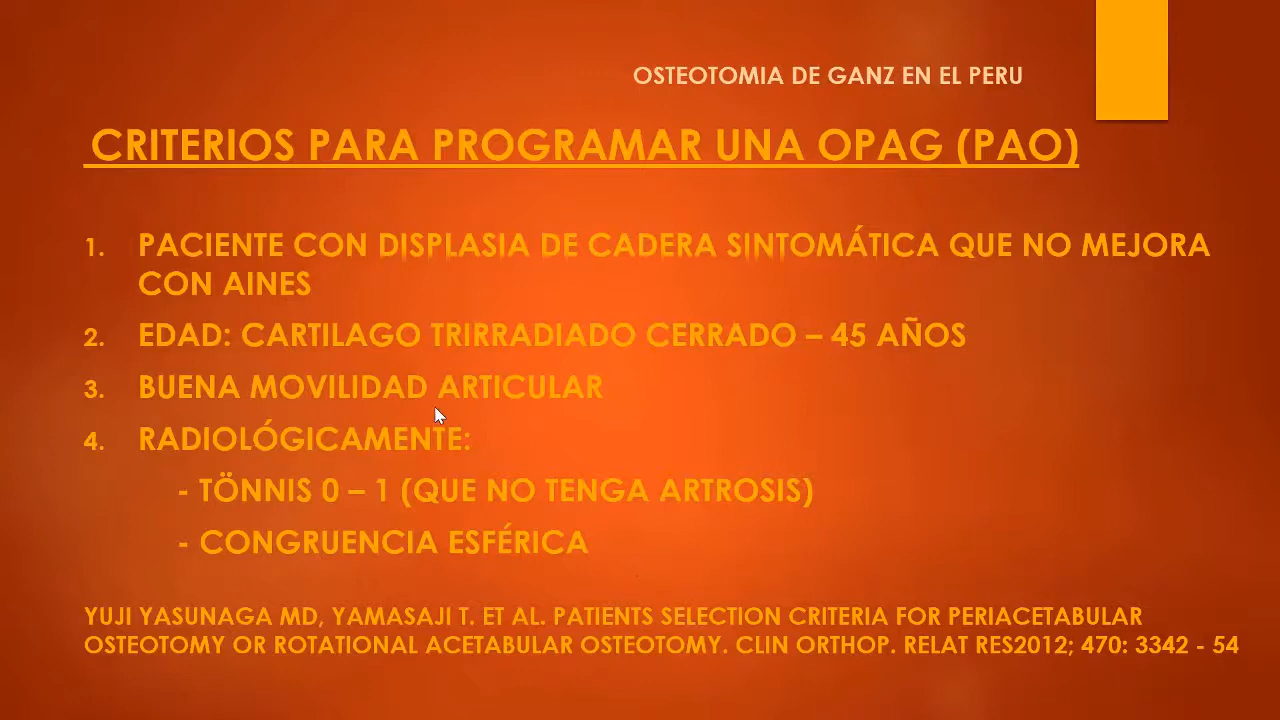 OSTEOTOMIA DE GANZ EN EL PERU
CRITERIOS PARA PROGRAMAR UNA OPAG (PAO)
1. PACIENTE CON DISPLASIA DE CADERA SINTOMÁTICA QUE NO MEJORA
CON AINES
2. EDAD: CARTILAGO TRIRRADIADO CERRADO – 45 AÑOS
3. BUENA MOVILIDAD ARTICULAR
4. RADIOLÓGICAMENTE:
- TÖNNIS 0 – 1 (QUE NO TENGA ARTROSIS)
- CONGRUENCIA ESFÉRICA
YUJI YASUNAGA MD, YAMASAJI T. ET AL. PATIENTS SELECTION CRITERIA FOR PERIACETABULAR
OSTEOTOMY OR ROTATIONAL ACETABULAR OSTEOTOMY. CLIN ORTHOP. RELAT RES2012; 470: 3342 - 54